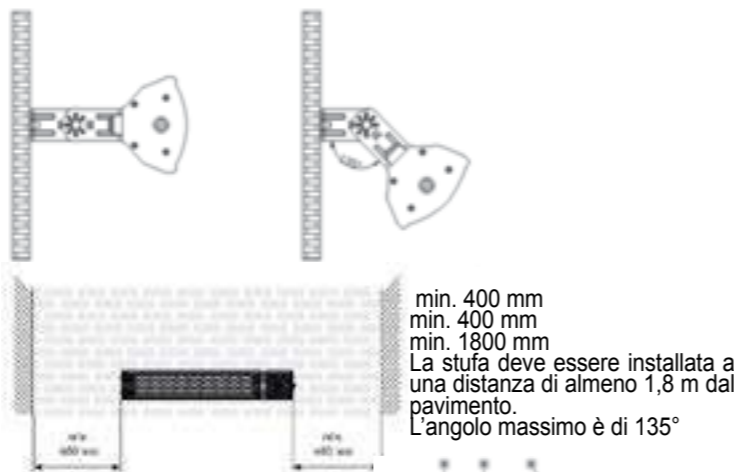 min. 400 mm
min. 400 mm
min. 1800 mm
La stufa deve essere installata a
una distanza di almeno 1,8 m dal
pavimento.
L'angolo massimo è di 135°